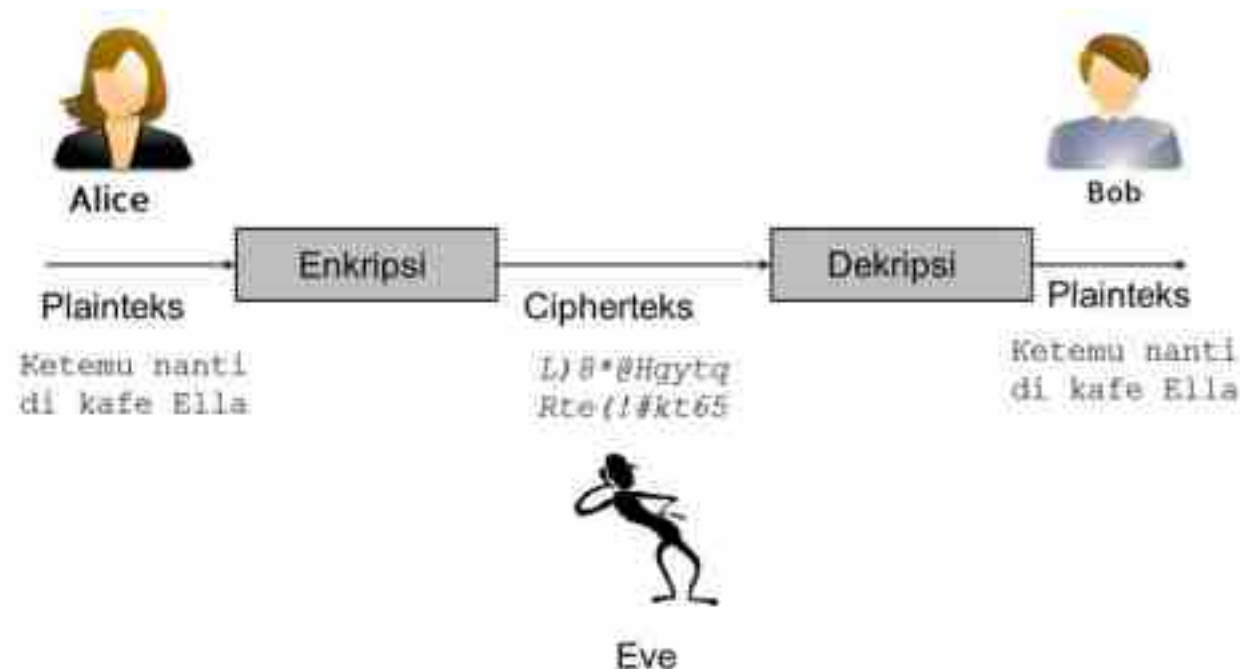 Alice
Bob
Enkripsi
Dekripsi
Plainteks
Cipherteks
Plainteks
Ketemu nanti
di kafe Ella
L)8*@Hqytq
Rte(!#kt65
Ketemu nanti
di kafe Ella
Eve